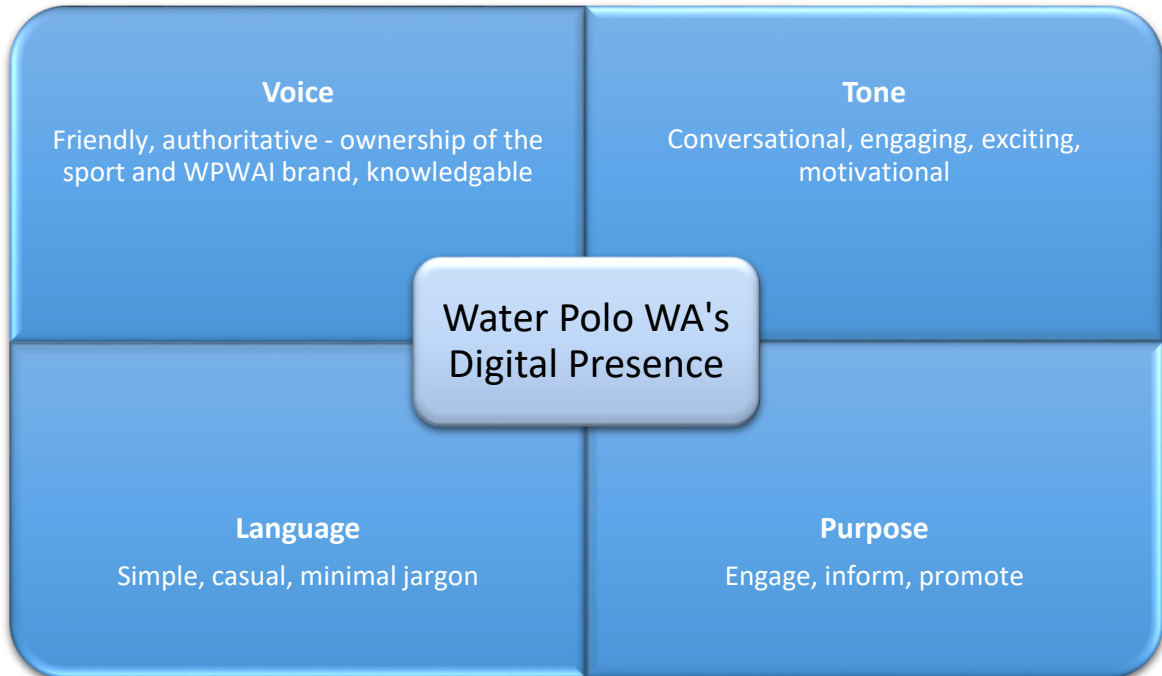 Voice
Friendly, authoritative - ownership of the
sport and WPWAI brand, knowledgable
Tone
Conversational, engaging, exciting,
motivational
Water Polo WA's
Digital Presence
Language
Simple, casual, minimal jargon
Purpose
Engage, inform, promote